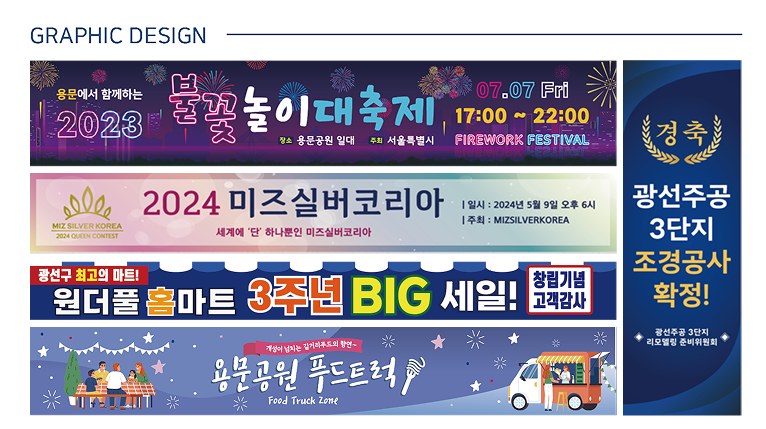 GRAPHIC DESIGN
용문에서 함께하는
2023
불꽃놀이대축제
장소 용문공원 일대 주최 서울특별시
07.07 Fri
17:00 ~ 22:00
FIREWORK FESTIVAL
MIZ SILVER KOREA
2024 QUEEN CONTEST
2024 미즈실버코리아
세계에 '단' 하나뿐인 미즈실버코리아
| 일시 : 2024년 5월 9일 오후 6시
| 주최 : MIZSILVERKOREA
광선구 최고의 마트!
원더풀 홈마트
3주년 BIG 세일!
창립기념
고객감사
개성이 넘치는 길거리푸드의 향연~
용문공원 푸드트럭
Food Truck Zone
경축
광선주공
3단지
조경공사
확정!
광선주공 3단지
리모델링 준비위원회